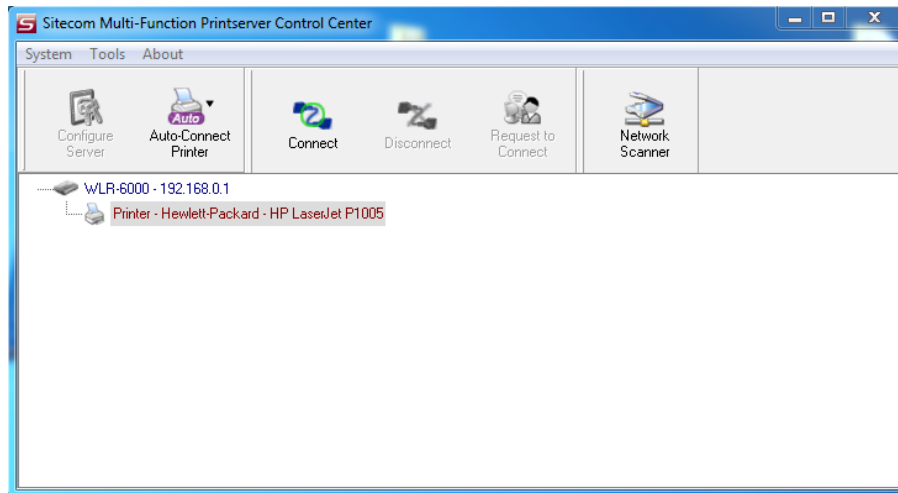 Sitecom Multi-Function Printserver Control Center
System Tools About
Configure Server
Auto
Auto-Connect Printer
Connect
Disconnect
Request to Connect
Network Scanner
WLR-6000 - 192.168.0.1
Printer - Hewlett-Packard - HP LaserJet P1005